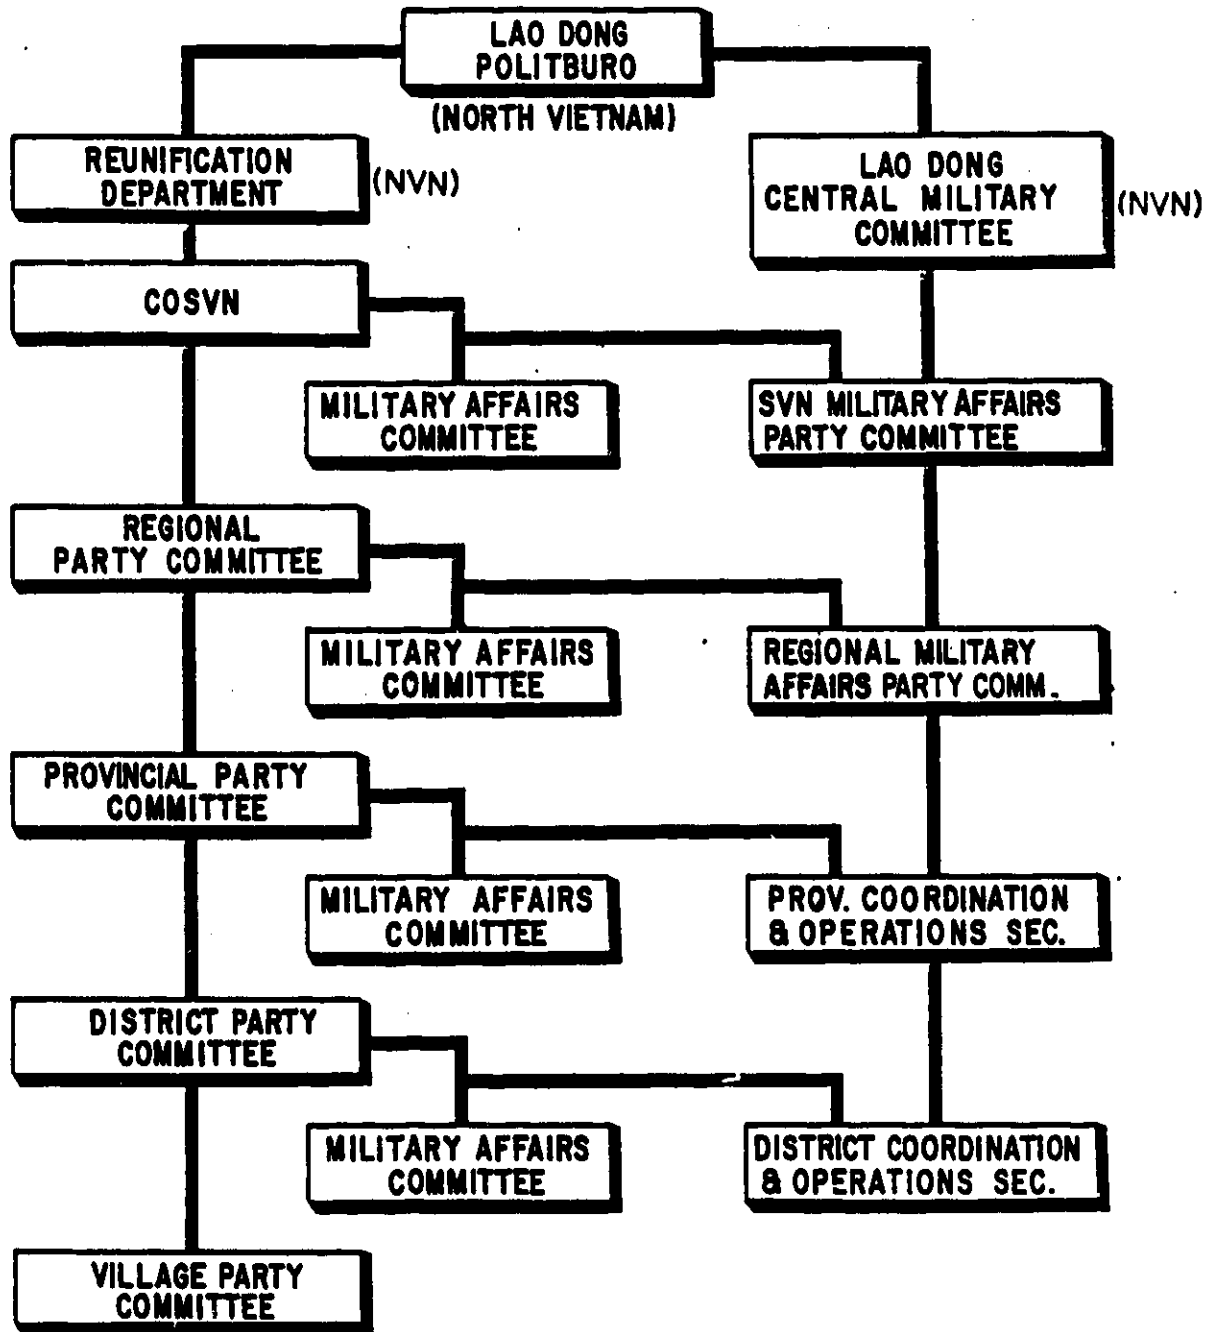 LAO DONG
POLITBURO
(NORTH VIETNAM)
REUNIFICATION
DEPARTMENT
(NVN)
LAO DONG
CENTRAL MILITARY
COMMITTEE
(NVN)
COSVN
MILITARY AFFAIRS
COMMITTEE
SVN MILITARY AFFAIRS
PARTY COMMITTEE
REGIONAL
PARTY COMMITTEE
MILITARY AFFAIRS
COMMITTEE
REGIONAL MILITARY
AFFAIRS PARTY COMM.
PROVINCIAL PARTY
COMMITTEE
MILITARY AFFAIRS
COMMITTEE
PROV. COORDINATION
& OPERATIONS SEC.
DISTRICT PARTY
COMMITTEE
MILITARY AFFAIRS
COMMITTEE
DISTRICT COORDINATION
& OPERATIONS SEC.
VILLAGE PARTY
COMMITTEE